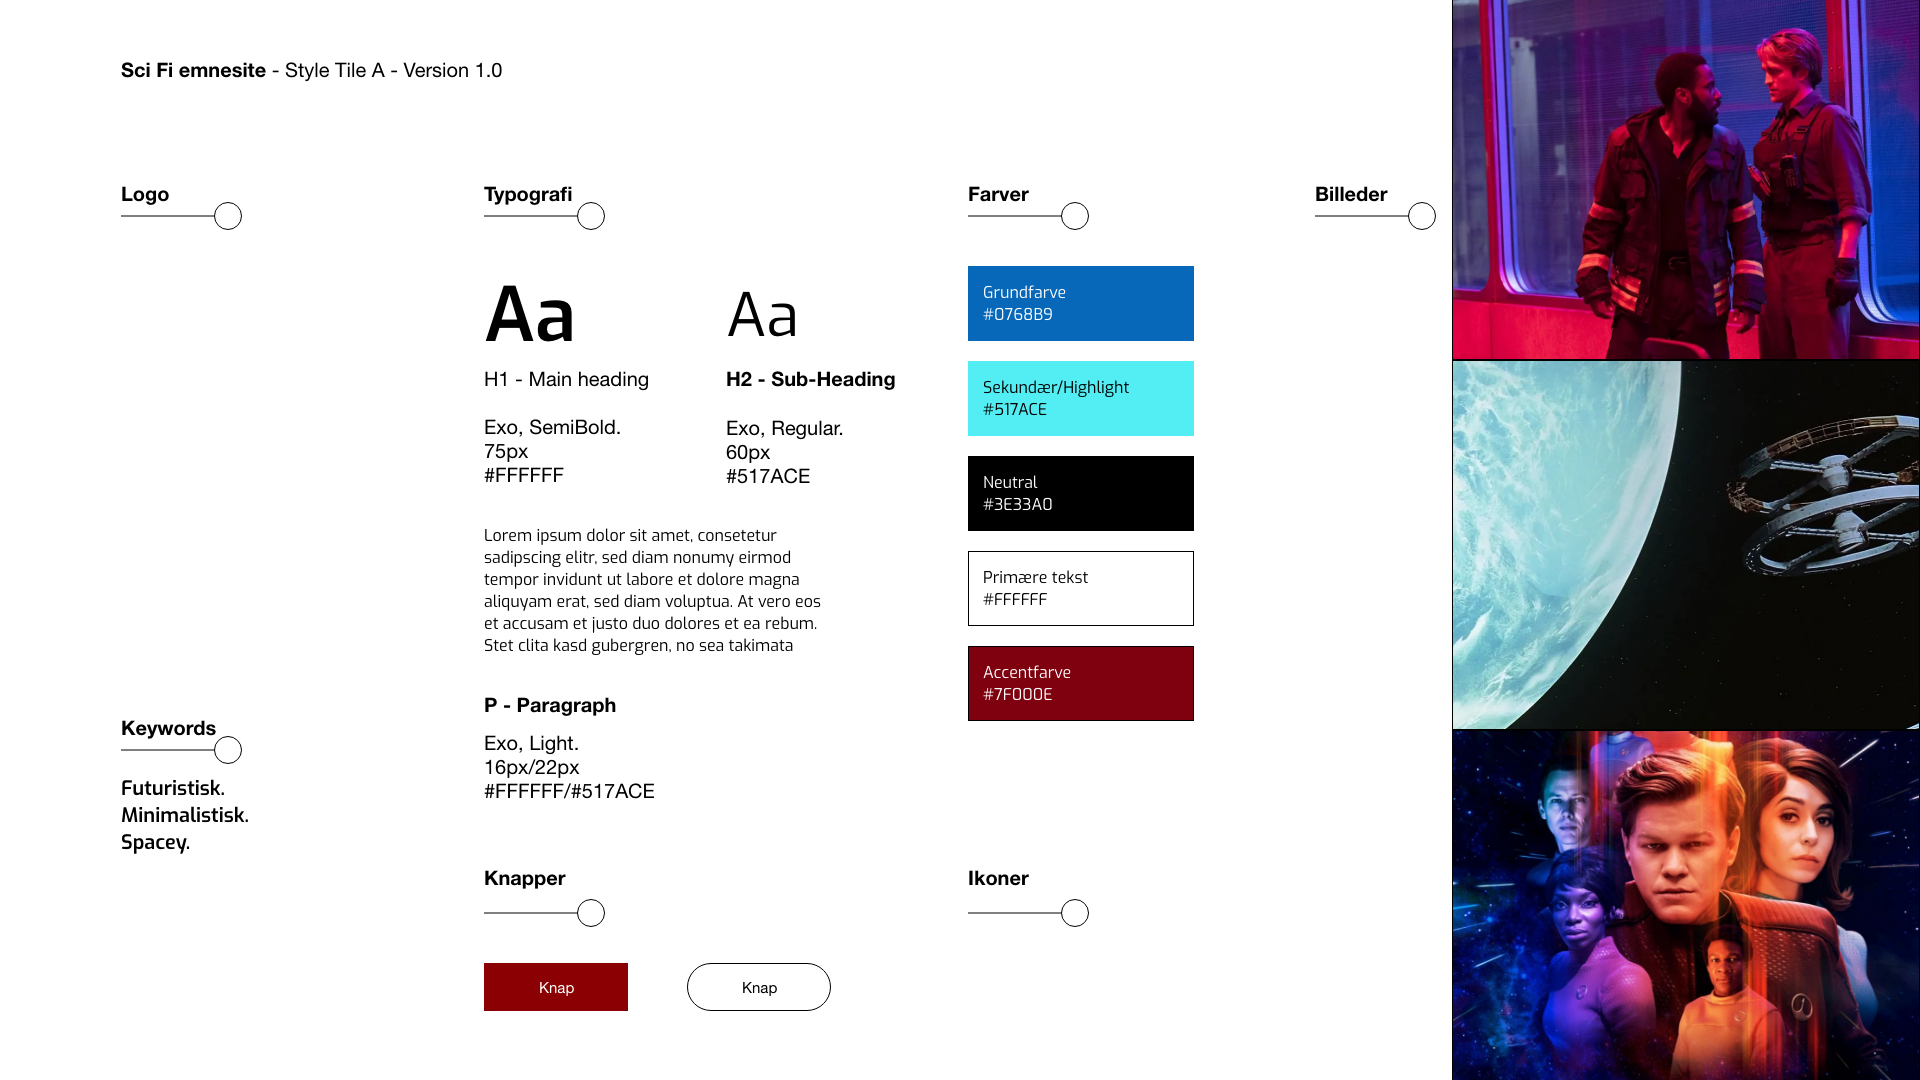 Sci Fi emnesite - Style Tile A - Version 1.0
Logo
Typografi
Farver
Billeder
Aa
Aa
H1 - Main heading
H2 - Sub-Heading
Exo, SemiBold.
75px
#FFFFFF
Exo, Regular.
60px
#517ACE
Lorem ipsum dolor sit amet, consetetur
sadipscing elitr, sed diam nonumy eirmod
tempor invidunt ut labore et dolore magna
aliquyam erat, sed diam voluptua. At vero eos
et accusam et justo duo dolores et ea rebum.
Stet clita kasd gubergren, no sea takimata
P - Paragraph
Exo, Light.
16px/22px
#FFFFFF/#517ACE
Grundfarve
#0768B9
Sekundær/Highlight
#517ACE
Neutral
#3E33A0
Primære tekst
#FFFFFF
Accentfarve
#7F000E
Keywords
Futuristisk.
Minimalistisk.
Spacey.
Knapper
Knap
Knap
Ikoner